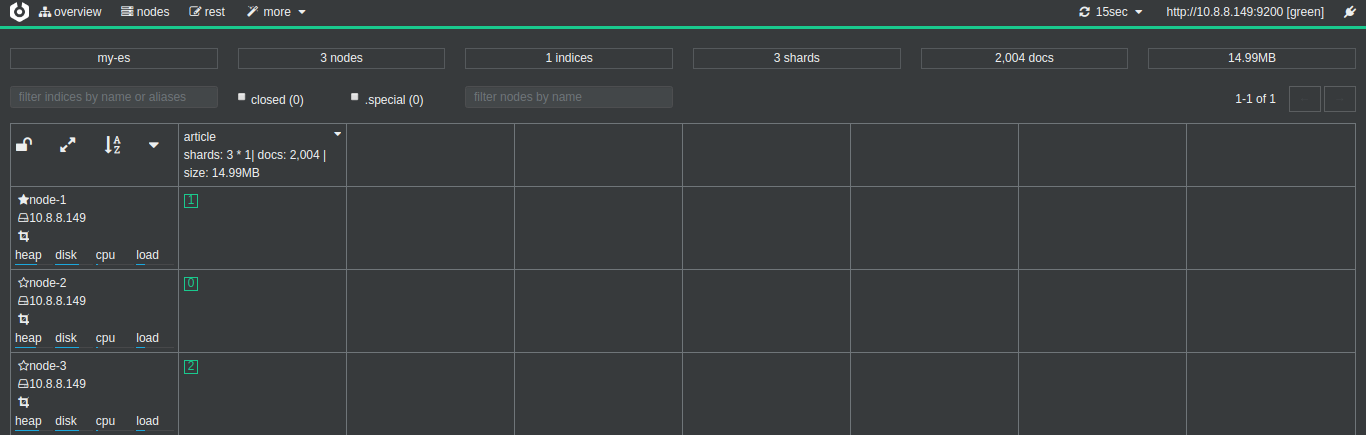 overview nodes rest more 15sec http://10.8.8.149:9200 [green]
my-es 3 nodes 1 indices 3 shards 2,004 docs 14.99MB
filter indices by name or aliases closed (0) .special (0) filter nodes by name 1-1 of 1
article
shards: 3 * 1| docs: 2,004 |
size: 14.99MB
node-1 1
10.8.8.149
heap disk cpu load
node-2 0
10.8.8.149
heap disk cpu load
node-3 2
10.8.8.149
heap disk cpu load